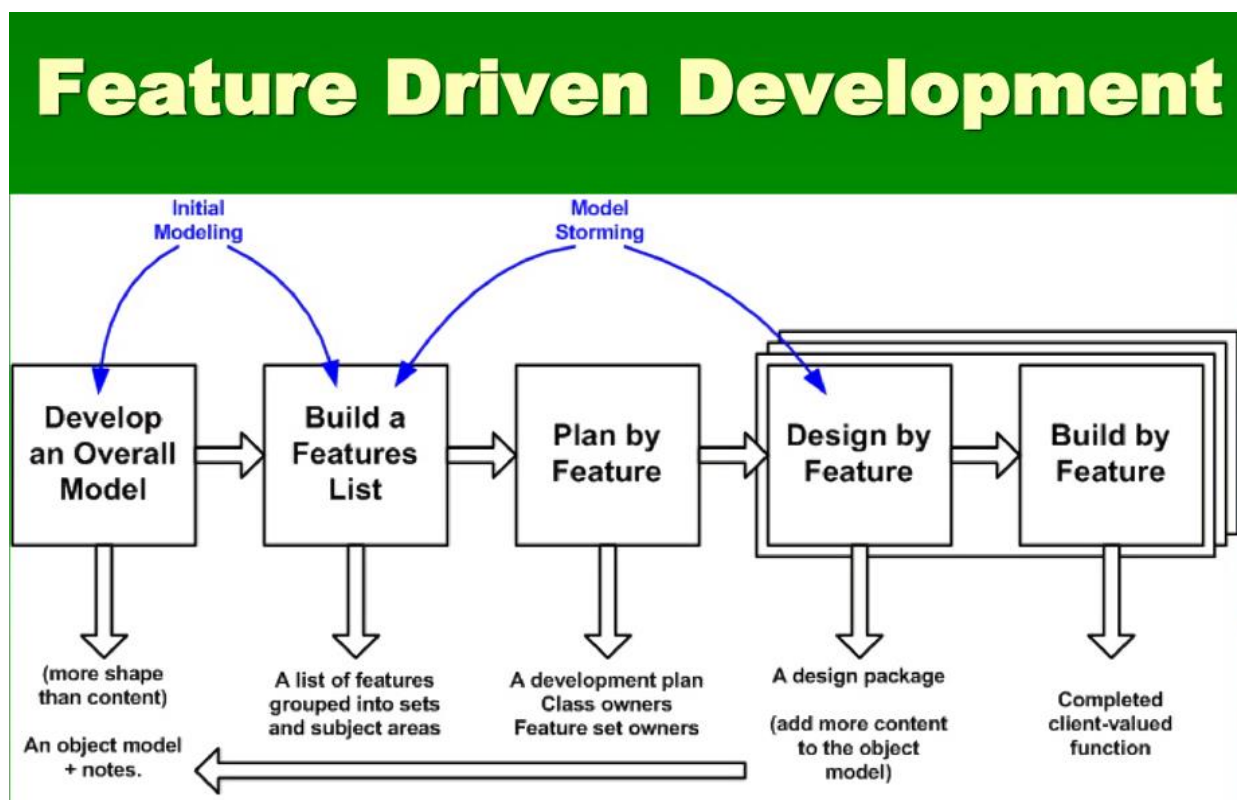 Feature Driven Development
Initial
Modeling
Model
Storming
Develop
an Overall
Model
Build a
Features
List
Plan by
Feature
Design by
Feature
Build by
Feature
(more shape
than content)
An object model
+ notes.
A list of features
grouped into sets
and subject areas
A development plan
Class owners
Feature set owners
A design package
(add more content
to the object
model)
Completed
client-valued
function